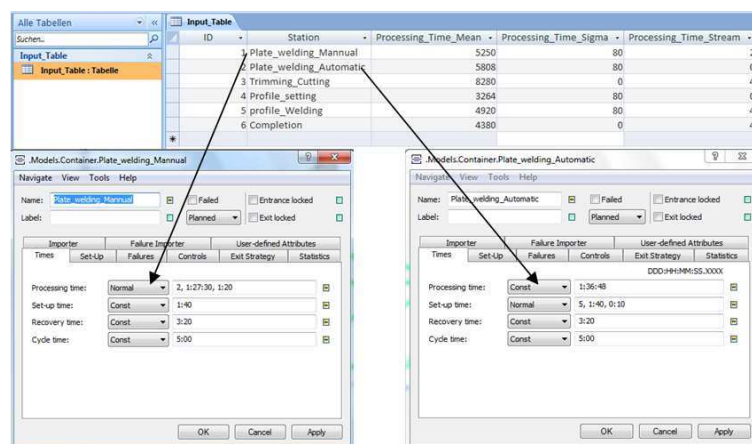 Alle Tabellen
Suchen...
Input_Table
Input_Table : Tabelle
Input_Table
ID Station Processing_Time_Mean Processing_Time_Sigma Processing_Time_Stream
1 Plate_welding_Mannual 5250 80 2
2 Plate_welding_Automatic 5808 80
3 Trimming_Cutting 8280 0
4 Profile_setting 3264 80
5 profile_Welding 4920 80
6 Completion 4380 0
.Models.Container.Plate_welding_Mannual
Navigate View Tools Help
Name: Plate_welding_Mannual Failed Entrance locked
Label: Planned Exit locked
Importer Failure Importer User-defined Attributes
Times Set-Up Failures Controls Exit Strategy Statistics
Processing time: Normal 2, 1:27:30, 1:20
Set-up time: Const 1:40
Recovery time: Const 3:20
Cycle time: Const 5:00
OK Cancel Apply
.Models.Container.Plate_welding_Automatic
Navigate View Tools Help
Name: Plate_welding_Automatic Failed Entrance locked
Label: Planned Exit locked
Importer Failure Importer User-defined Attributes
Times Set-Up Failures Controls Exit Strategy Statistics
DDD:HH:MM:SS.XXXX
Processing time: Const 1:36:48
Set-up time: Normal 5, 1:40, 0:10
Recovery time: Const 3:20
Cycle time: Const 5:00
OK Cancel Apply